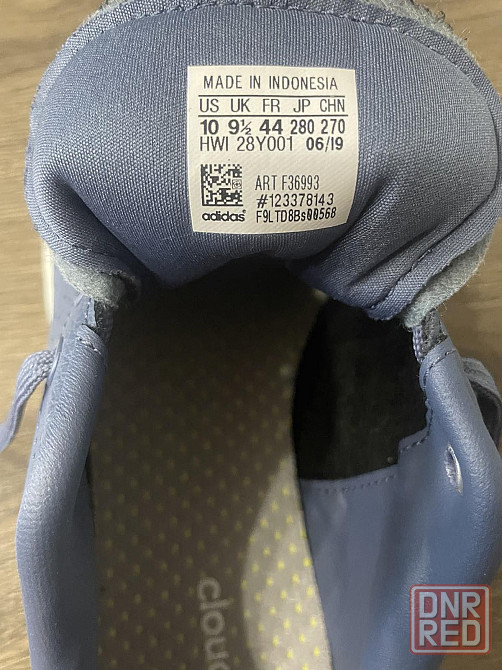 MADE IN INDONESIA
US UK FR JP CHN
10 9½ 44 280 270
HWI 28Y001 06/19
ART F36993
#123378143
adidas® F9LTD8Bs00568
cloud
DNR
RED